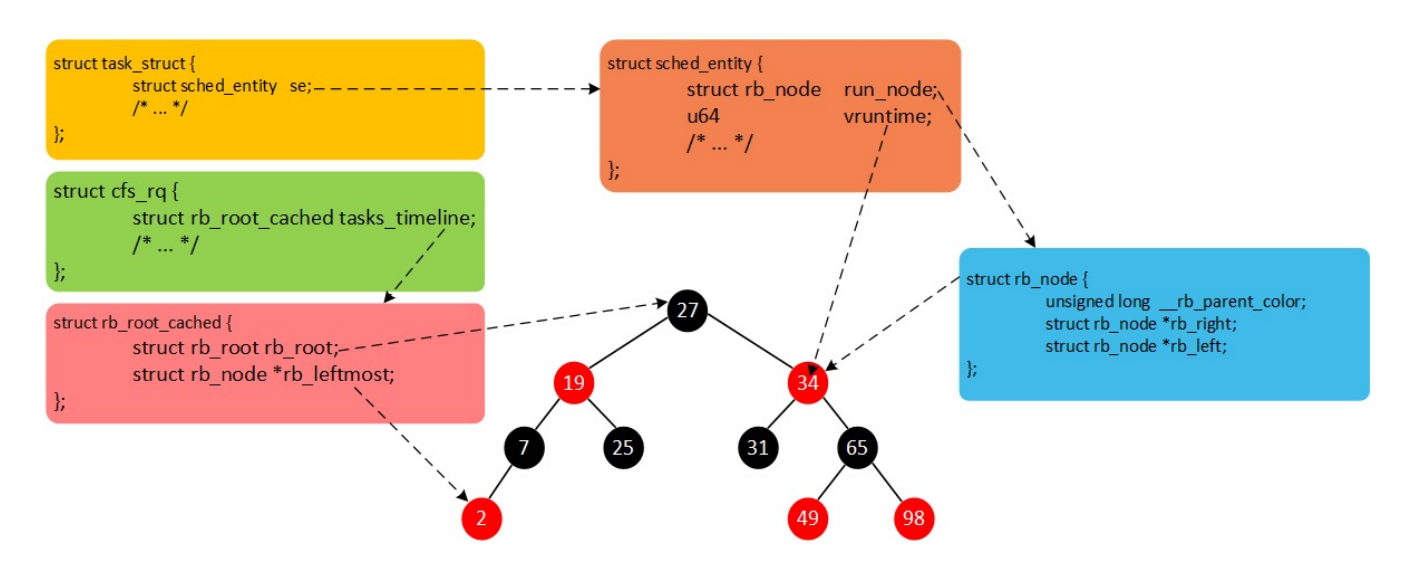 struct task_struct {
struct sched_entity se;
/* ... */
};
struct sched_entity {
struct rb_node run_node;
u64 vruntime;
/* ... */
};
struct cfs_rq {
struct rb_root_cached tasks_timeline;
/* ... */
};
struct rb_root_cached {
struct rb_root rb_root;
struct rb_node *rb_leftmost;
};
struct rb_node {
unsigned long __rb_parent_color;
struct rb_node *rb_right;
struct rb_node *rb_left;
};
27
19 34
7 25 31 65
2 49 98